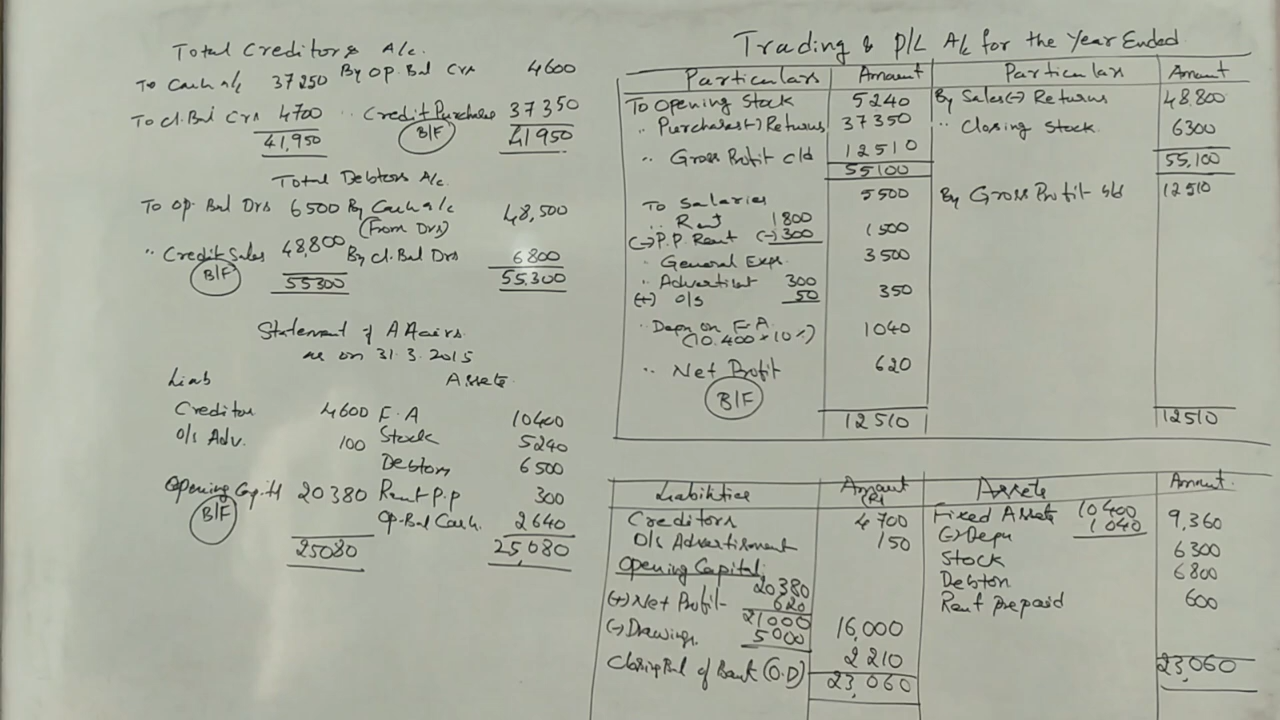 Total Creditors A/c.
To Cash a/c 37250 By Op. Bal Crs 4600
To Cl. Bal Crs 4700 ,, Credit Purchase 37350
B/F
41,950 41950
Total Debtors A/c.
To Op. Bal Drs 6500 By Cash a/c 48,500
(From Drs)
,, Credit Sales 48,800 By Cl. Bal Drs 6800
B/F
55300 55,300
Statement of Affairs
as on 31.3.2015
Liab Assets
Creditor 4600 F.A 10400
O/s Adv. 100 Stock 5240
Debtors 6500
Opening Capital 20380 Rent P.P 300
B/F
Op-Bal Cash. 2640
25080 25,080
Trading & P/L A/c for the Year Ended
Particulars Amount Particulars Amount
To Opening Stock 5240 By Sales (-) Returns 48,800
,, Purchases (-) Returns 37350 ,, Closing Stock. 6300
,, Gross Profit c/d 12510
55100 55,100
To Salaries 5500 By Gross Profit b/d 12510
,, Rent 1800
(-) P.P. Rent (-) 300 1500
,, General Exp. 3500
,, Advertisement 300
(+) O/s 50 350
,, Depn on F.A. 1040
(10,400 x 10%)
,, Net Profit 620
B/F
12510 12510
Liabilities Amount (Rs) Assets Amount.
Creditors 4700 Fixed Assets 10400
(-) Depn 1040 9,360
O/s Advertisement 150
Stock 6300
Opening Capital: 20380 Debtors 6800
(+) Net Profit- 620 Rent prepaid 600
21000
(-) Drawings. 5000 16,000
Closing Bal of Bank (O.D) 2210
23,060 23,060